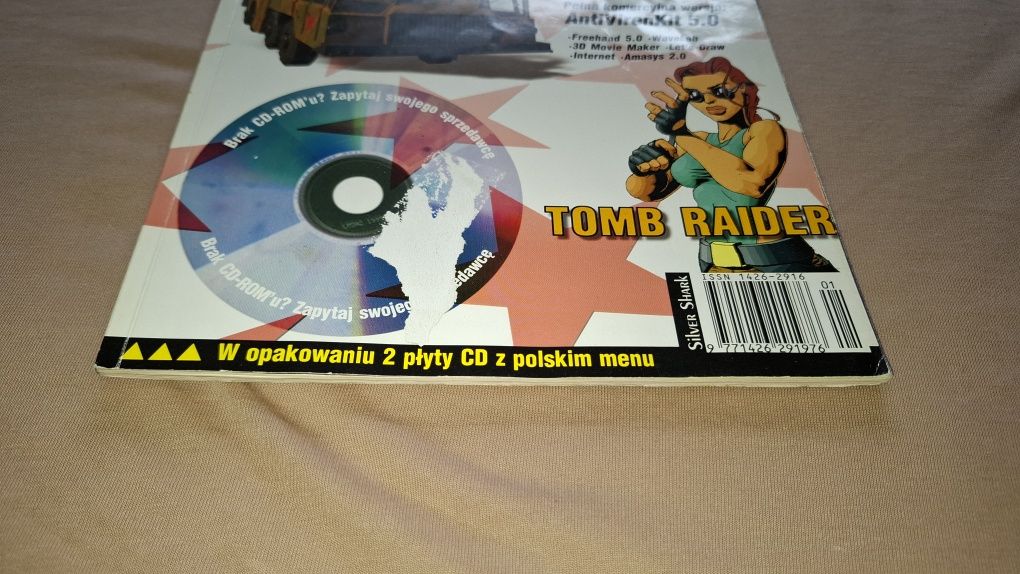 Pełna komercyjna wersja:
AntiVirenKit 5.0
·Freehand 5.0 ·WaveLab
·3D Movie Maker ·Let's Draw
·Internet ·Amasys 2.0
Brak CD-ROM'u? Zapytaj swojego sprzedawcę
Brak CD-ROM'u? Zapytaj swojego edawcę
TOMB RAIDER
SILVER SHARK
ISSN 1426-2916
01
9 771426 291976
W opakowaniu 2 płyty CD z polskim menu